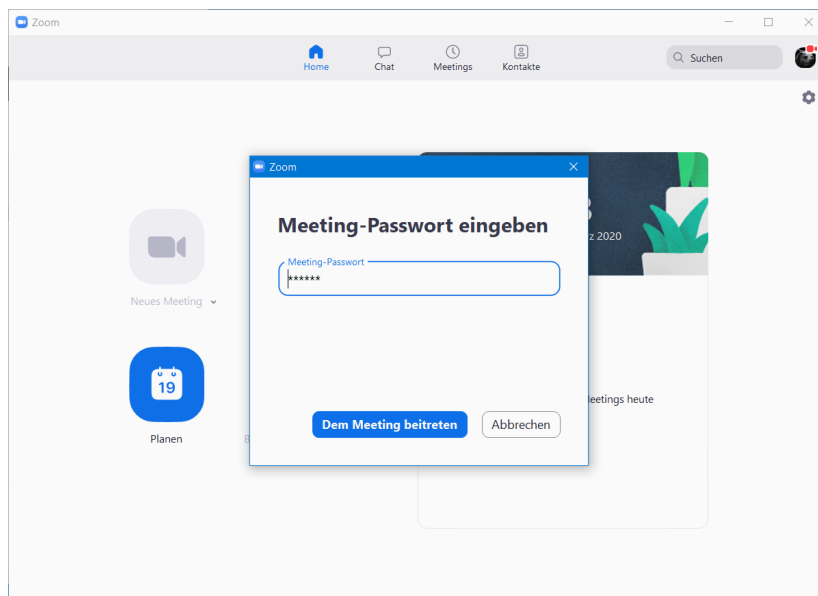 Zoom
Home
Chat
Meetings
Kontakte
Suchen
Zoom
Meeting-Passwort eingeben
Meeting-Passwort
******
Dem Meeting beitreten
Abbrechen
2020
Neues Meeting
19
Planen
heute